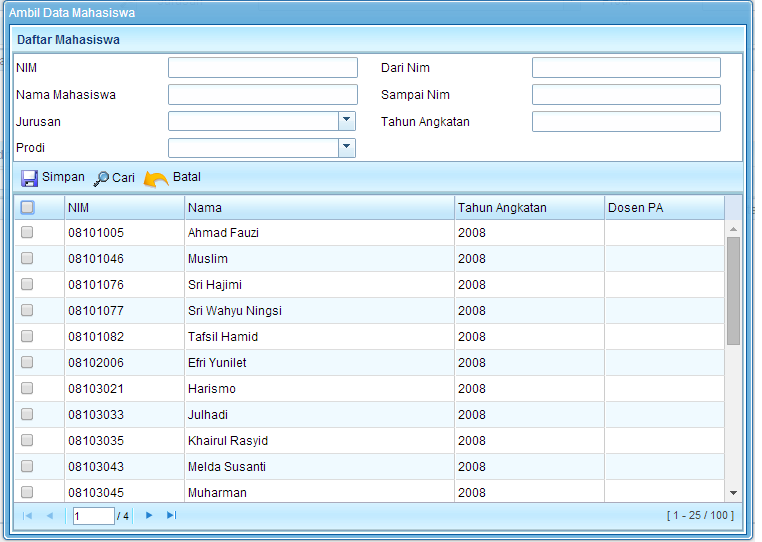 Ambil Data Mahasiswa
Daftar Mahasiswa
NIM Dari Nim
Nama Mahasiswa Sampai Nim
Jurusan Tahun Angkatan
Prodi
Simpan Cari Batal
NIM Nama Tahun Angkatan Dosen PA
08101005 Ahmad Fauzi 2008
08101046 Muslim 2008
08101076 Sri Hajimi 2008
08101077 Sri Wahyu Ningsi 2008
08101082 Tafsil Hamid 2008
08102006 Efri Yunilet 2008
08103021 Harismo 2008
08103033 Julhadi 2008
08103035 Khairul Rasyid 2008
08103043 Melda Susanti 2008
08103045 Muharman 2008
1 / 4 [ 1 - 25 / 100 ]